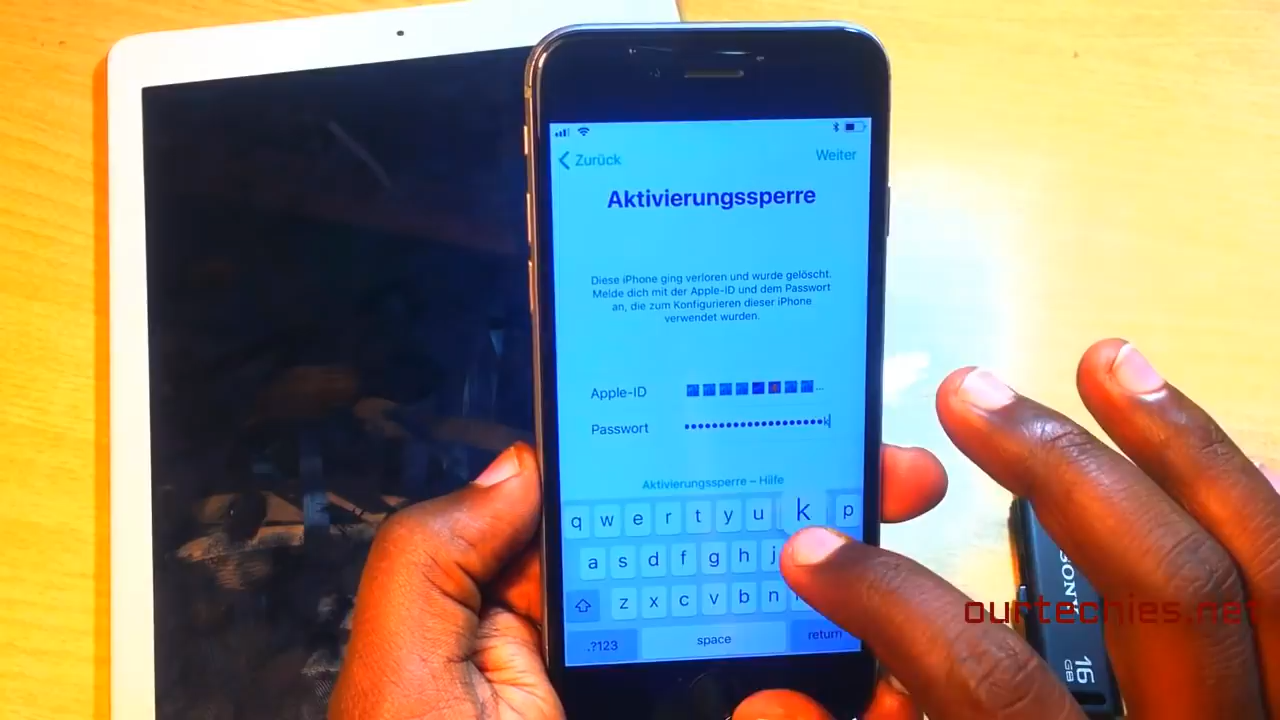 Zurück
Weiter
Aktivierungssperre
Diese iPhone ging verloren und wurde gelöscht.
Melde dich mit der Apple-ID und dem Passwort
an, die zum Konfigurieren dieser iPhone
verwendet wurden.
Apple-ID
...
Passwort
k
Aktivierungssperre – Hilfe
q w e r t y u k p
a s d f g h j
z x c v b n
.?123
space
return
SONY
16
GB
ourtechies.net